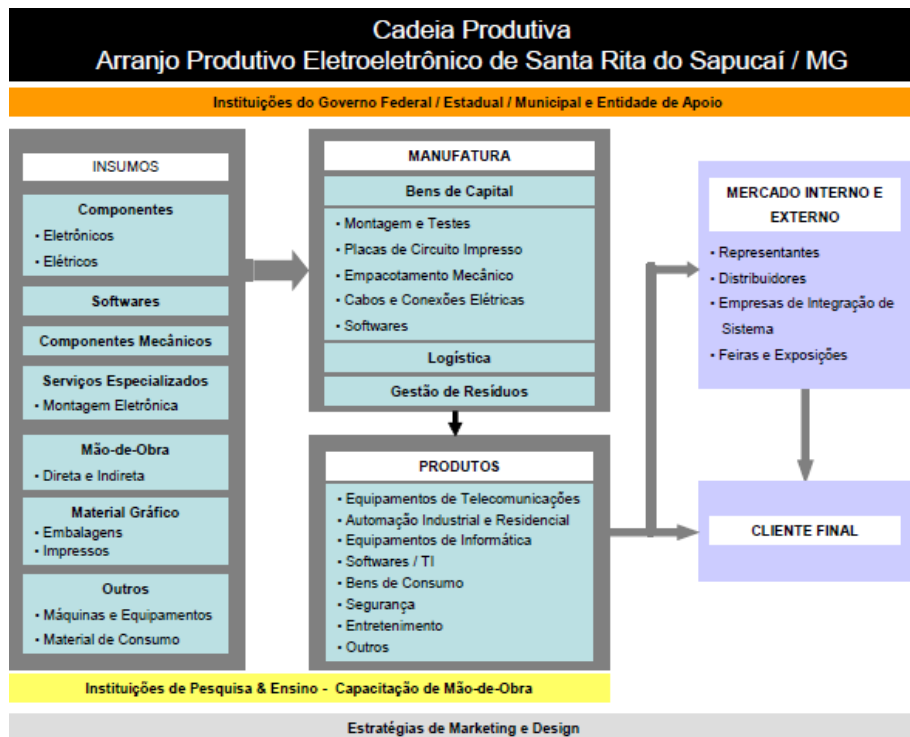 Cadeia Produtiva
Arranjo Produtivo Eletroeletrônico de Santa Rita do Sapucaí / MG
Instituições do Governo Federal / Estadual / Municipal e Entidade de Apoio
INSUMOS
Componentes
• Eletrônicos
• Elétricos
Softwares
Componentes Mecânicos
Serviços Especializados
• Montagem Eletrônica
Mão-de-Obra
• Direta e Indireta
Material Gráfico
• Embalagens
• Impressos
Outros
• Máquinas e Equipamentos
• Material de Consumo
MANUFATURA
Bens de Capital
• Montagem e Testes
• Placas de Circuito Impresso
• Empacotamento Mecânico
• Cabos e Conexões Elétricas
• Softwares
Logística
Gestão de Resíduos
PRODUTOS
• Equipamentos de Telecomunicações
• Automação Industrial e Residencial
• Equipamentos de Informática
• Softwares / TI
• Bens de Consumo
• Segurança
• Entretenimento
• Outros
MERCADO INTERNO E
EXTERNO
• Representantes
• Distribuidores
• Empresas de Integração de
Sistema
• Feiras e Exposições
CLIENTE FINAL
Instituições de Pesquisa & Ensino - Capacitação de Mão-de-Obra
Estratégias de Marketing e Design